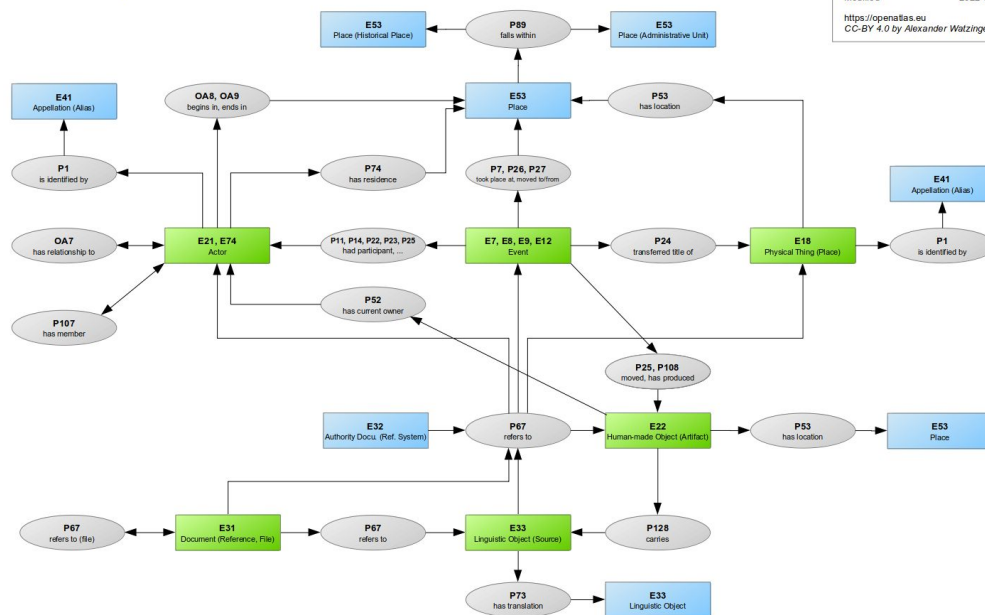 https://openatlas.eu
CC-BY 4.0 by Alexander
E53
Place (Historical Place)
P89
falls within
E53
Place (Administrative Unit)
E41
Appellation (Alias)
OA8, OA9
begins in, ends in
E53
Place
P53
has location
P1
is identified by
P74
has residence
P7, P26, P27
took place at, moved to/from
E41
Appellation (Alias)
OA7
has relationship to
E21, E74
Actor
P11, P14, P22, P23, P25
had participant, ...
E7, E8, E9, E12
Event
P24
transferred title of
E18
Physical Thing (Place)
P1
is identified by
P107
has member
P52
has current owner
P25, P108
moved, has produced
E32
Authority Docu. (Ref. System)
P67
refers to
E22
Human-made Object (Artifact)
P53
has location
E53
Place
P67
refers to (file)
E31
Document (Reference, File)
P67
refers to
E33
Linguistic Object (Source)
P128
carries
P73
has translation
E33
Linguistic Object